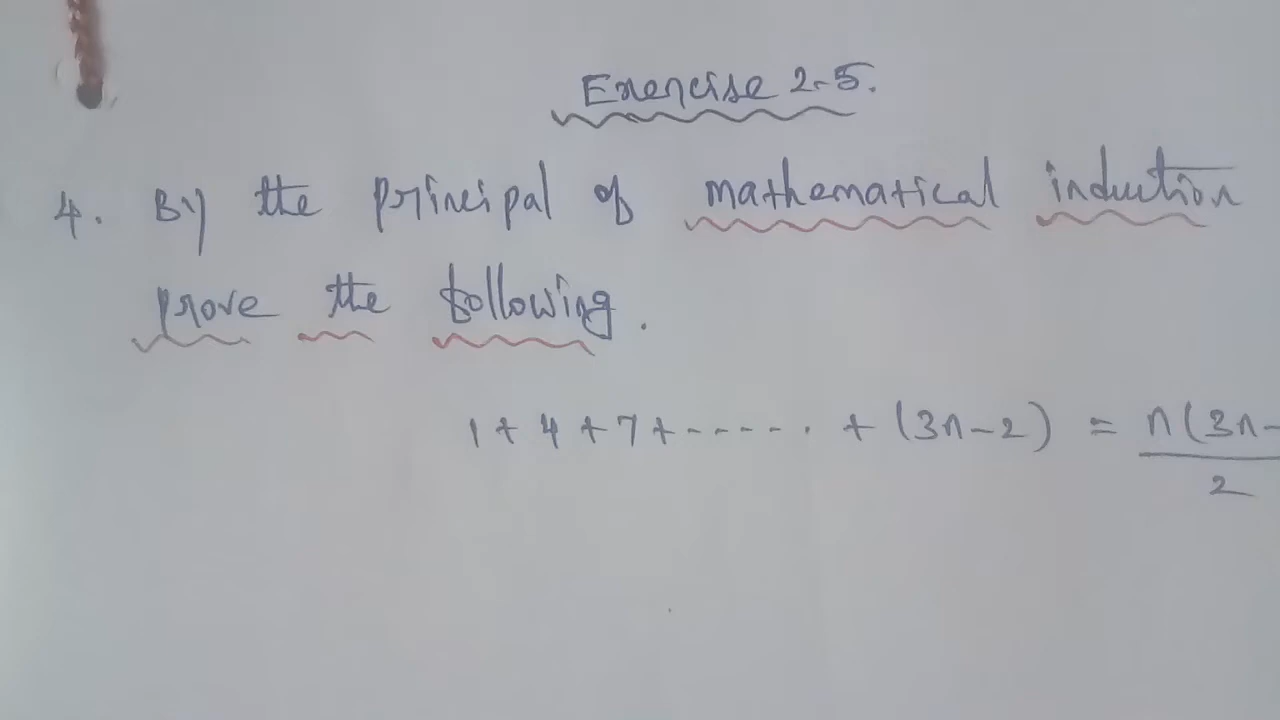 Exercise 2.5.
4. By the principal of mathematical induction
prove the following.
1 + 4 + 7 + ------ + (3n-2) = n(3n-
2